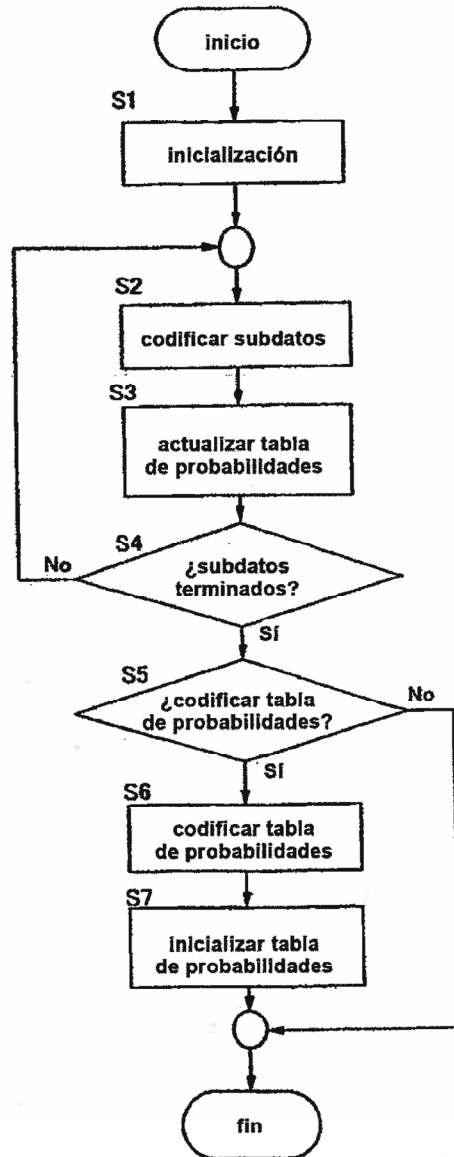 inicio
S1
inicialización
S2
codificar subdatos
S3
actualizar tabla
de probabilidades
S4
No
¿subdatos
terminados?
Sí
S5
¿codificar tabla
de probabilidades?
No
Sí
S6
codificar tabla
de probabilidades
S7
inicializar tabla
de probabilidades
fin